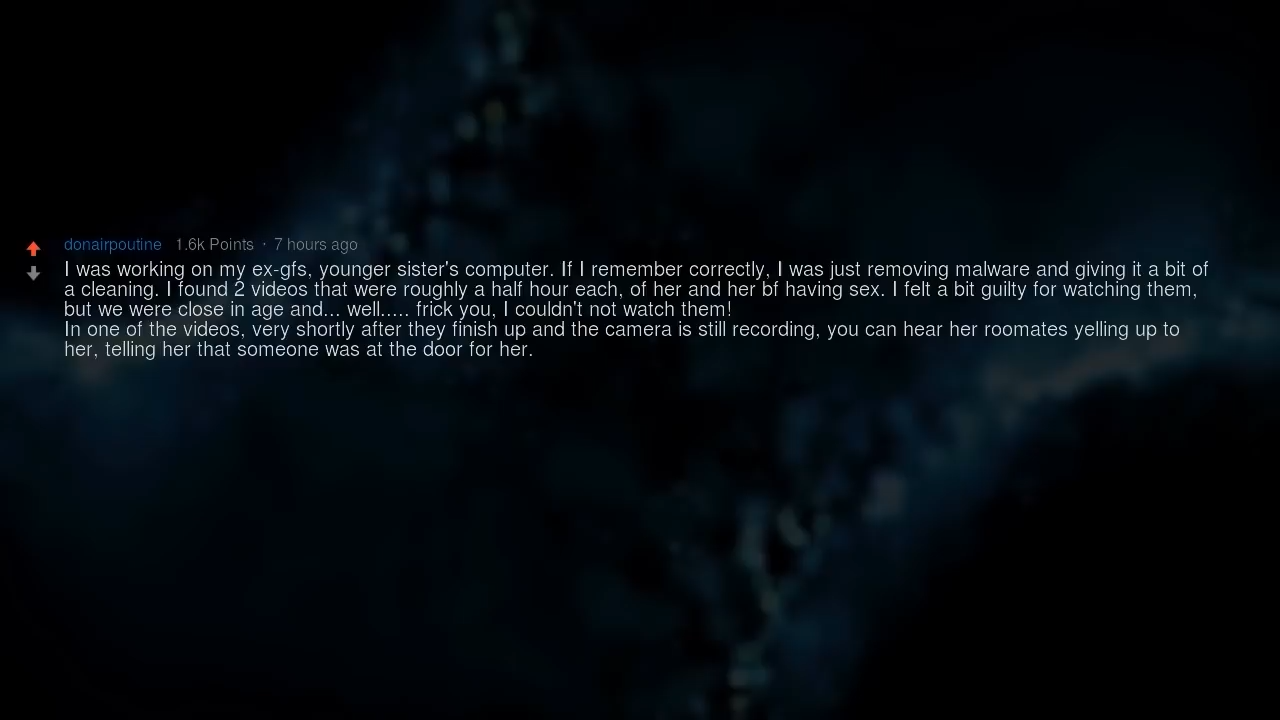 donairpoutine 1.6k Points · 7 hours ago
I was working on my ex-gfs, younger sister's computer. If I remember correctly, I was just removing malware and giving it a bit of
a cleaning. I found 2 videos that were roughly a half hour each, of her and her bf having sex. I felt a bit guilty for watching them,
but we were close in age and... well..... frick you, I couldn't not watch them!
In one of the videos, very shortly after they finish up and the camera is still recording, you can hear her roomates yelling up to
her, telling her that someone was at the door for her.